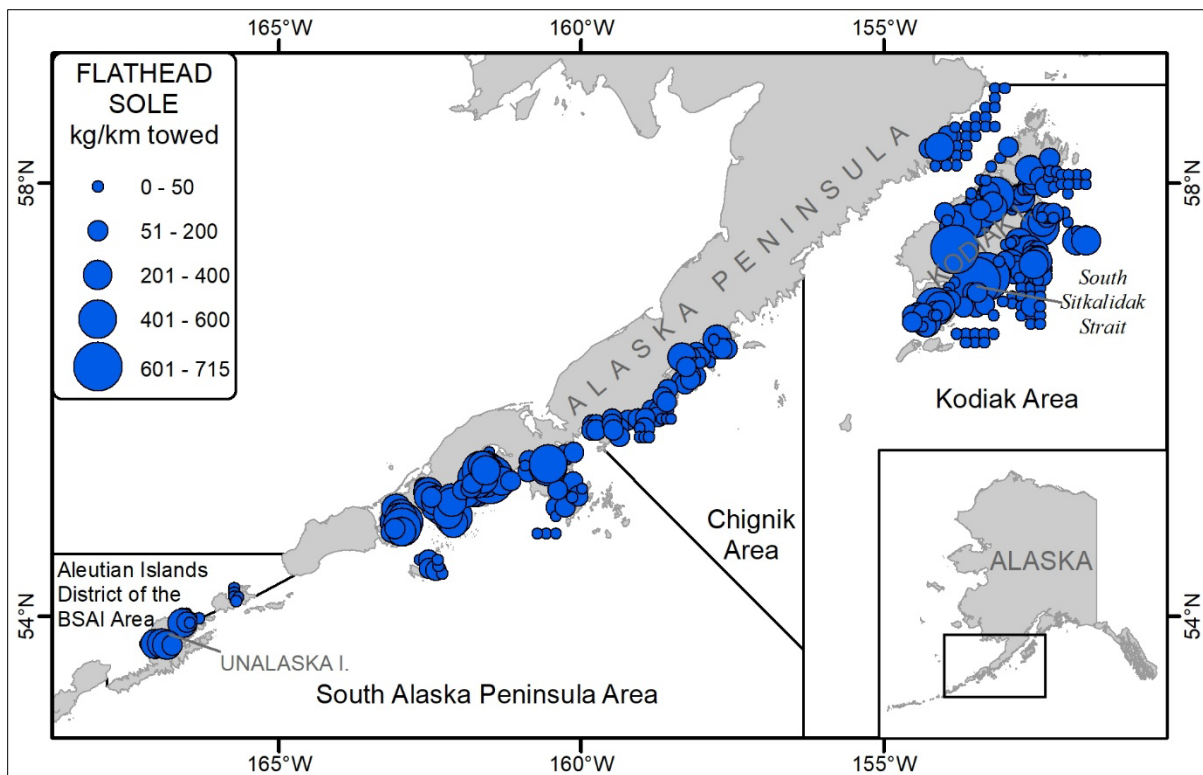 165°W 160°W 155°W
FLATHEAD
SOLE
kg/km towed
0 - 50
51 - 200
201 - 400
401 - 600
601 - 715
58°N
58°N
ALASKA PENINSULA
KODIAK
South
Sitkalidak
Strait
Kodiak Area
Chignik
Area
ALASKA
Aleutian Islands
District of the
BSAI Area
54°N
54°N
UNALASKA I.
South Alaska Peninsula Area
165°W 160°W 155°W